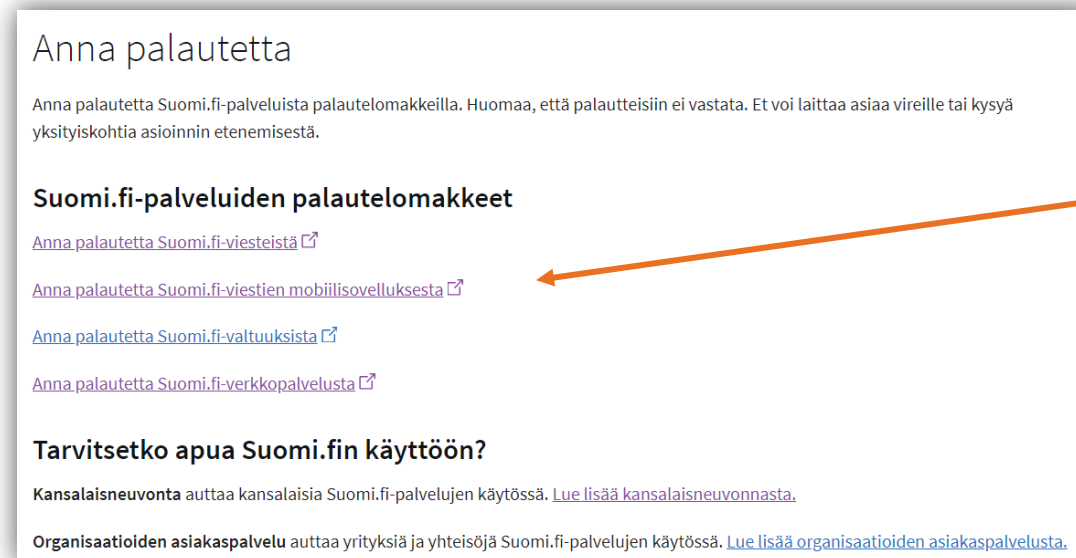 Anna palautetta
Anna palautetta Suomi.fi-palveluista palautelomakkeilla. Huomaa, että palautteisiin ei vastata. Et voi laittaa asiaa vireille tai kysyä
yksityiskohtia asioinnin etenemisestä.
Suomi.fi-palveluiden palautelomakkeet
Anna palautetta Suomi.fi-viesteistä
Anna palautetta Suomi.fi-viestien mobiilisovelluksesta
Anna palautetta Suomi.fi-valtuuksista
Anna palautetta Suomi.fi-verkkopalvelusta
Tarvitsetko apua Suomi.fin käyttöön?
Kansalaisneuvonta auttaa kansalaisia Suomi.fi-palvelujen käytössä. Lue lisää kansalaisneuvonnasta.
Organisaatioiden asiakaspalvelu auttaa yrityksiä ja yhteisöjä Suomi.fi-palvelujen käytössä. Lue lisää organisaatioiden asiakaspalvelusta.